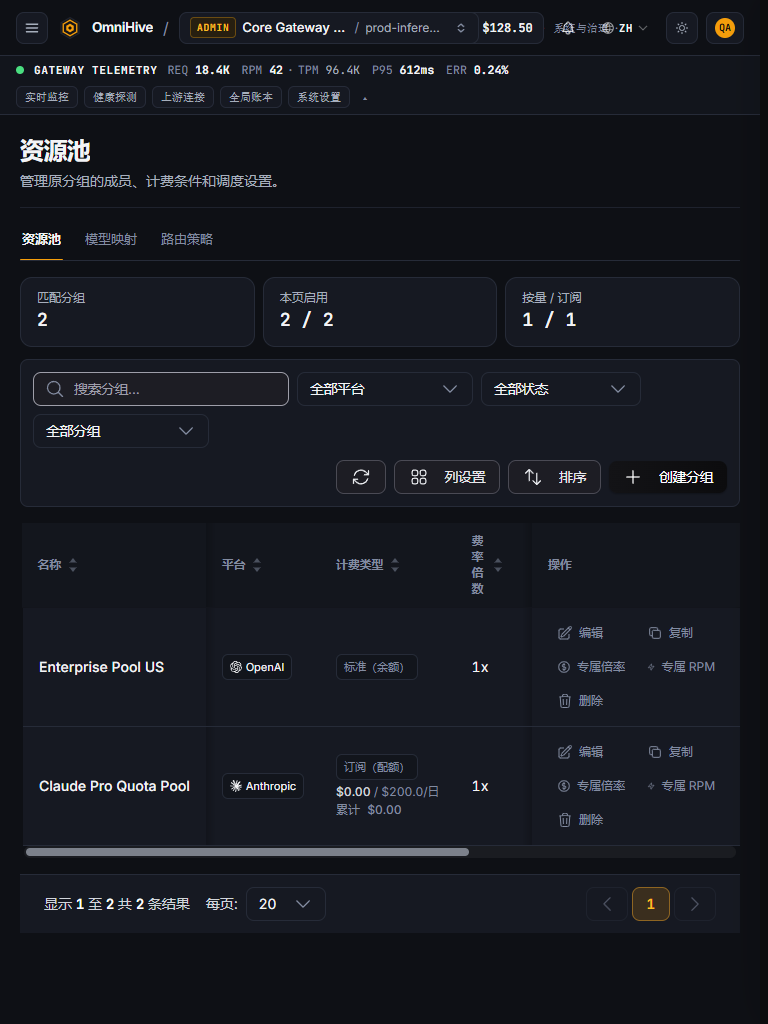 OmniHive / ADMIN Core Gateway ... / prod-infere... $128.50 系统与治理 ZH QA
GATEWAY TELEMETRY REQ 18.4K RPM 42 · TPM 96.4K P95 612ms ERR 0.24%
实时监控 健康探测 上游连接 全局账本 系统设置
资源池
管理原分组的成员、计费条件和调度设置。
资源池 模型映射 路由策略
匹配分组
2
本页启用
2 / 2
按量 / 订阅
1 / 1
搜索分组... 全部平台 全部状态
全部分组
列设置 排序 创建分组
名称 平台 计费类型 费率倍数 操作
Enterprise Pool US OpenAI 标准（余额） 1x
编辑 复制
专属倍率 专属 RPM
删除
Claude Pro Quota Pool Anthropic 订阅（配额） 1x
$0.00 / $200.0/日
累计 $0.00
编辑 复制
专属倍率 专属 RPM
删除
显示 1 至 2 共 2 条结果 每页: 20 1